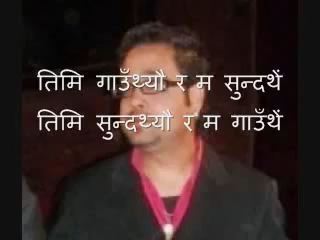 तिमि गाउँथ्यौ र म सुन्दथें
तिमि सुन्दथ्यौ र म गाउँथें